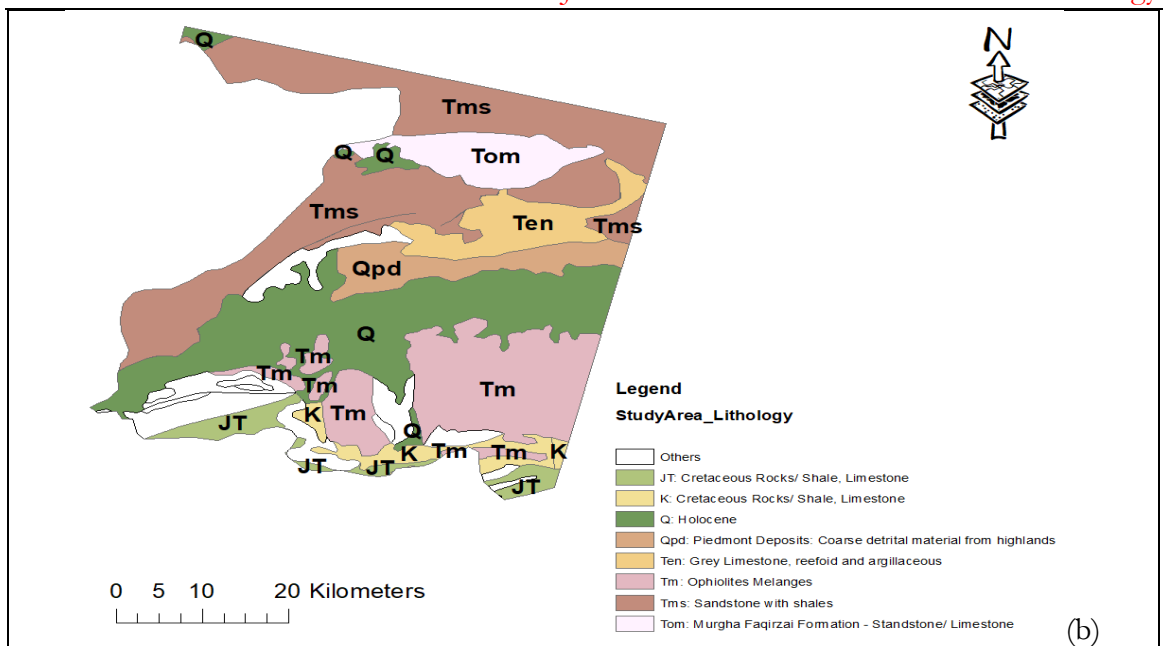 y
gy
Q
N
Tms
Q Q Tom
Tms Ten Tms
Qpd
Q
Tm
Tm Tm Tm
JT K Tm
Q
K Tm Tm K
JT JT JT
Legend
StudyArea_Lithology
Others
JT: Cretaceous Rocks/ Shale, Limestone
K: Cretaceous Rocks/ Shale, Limestone
Q: Holocene
Qpd: Piedmont Deposits: Coarse detrital material from highlands
Ten: Grey Limestone, reefoid and argillaceous
Tm: Ophiolites Melanges
Tms: Sandstone with shales
Tom: Murgha Faqirzai Formation - Standstone/ Limestone
0 5 10 20 Kilometers
(b)